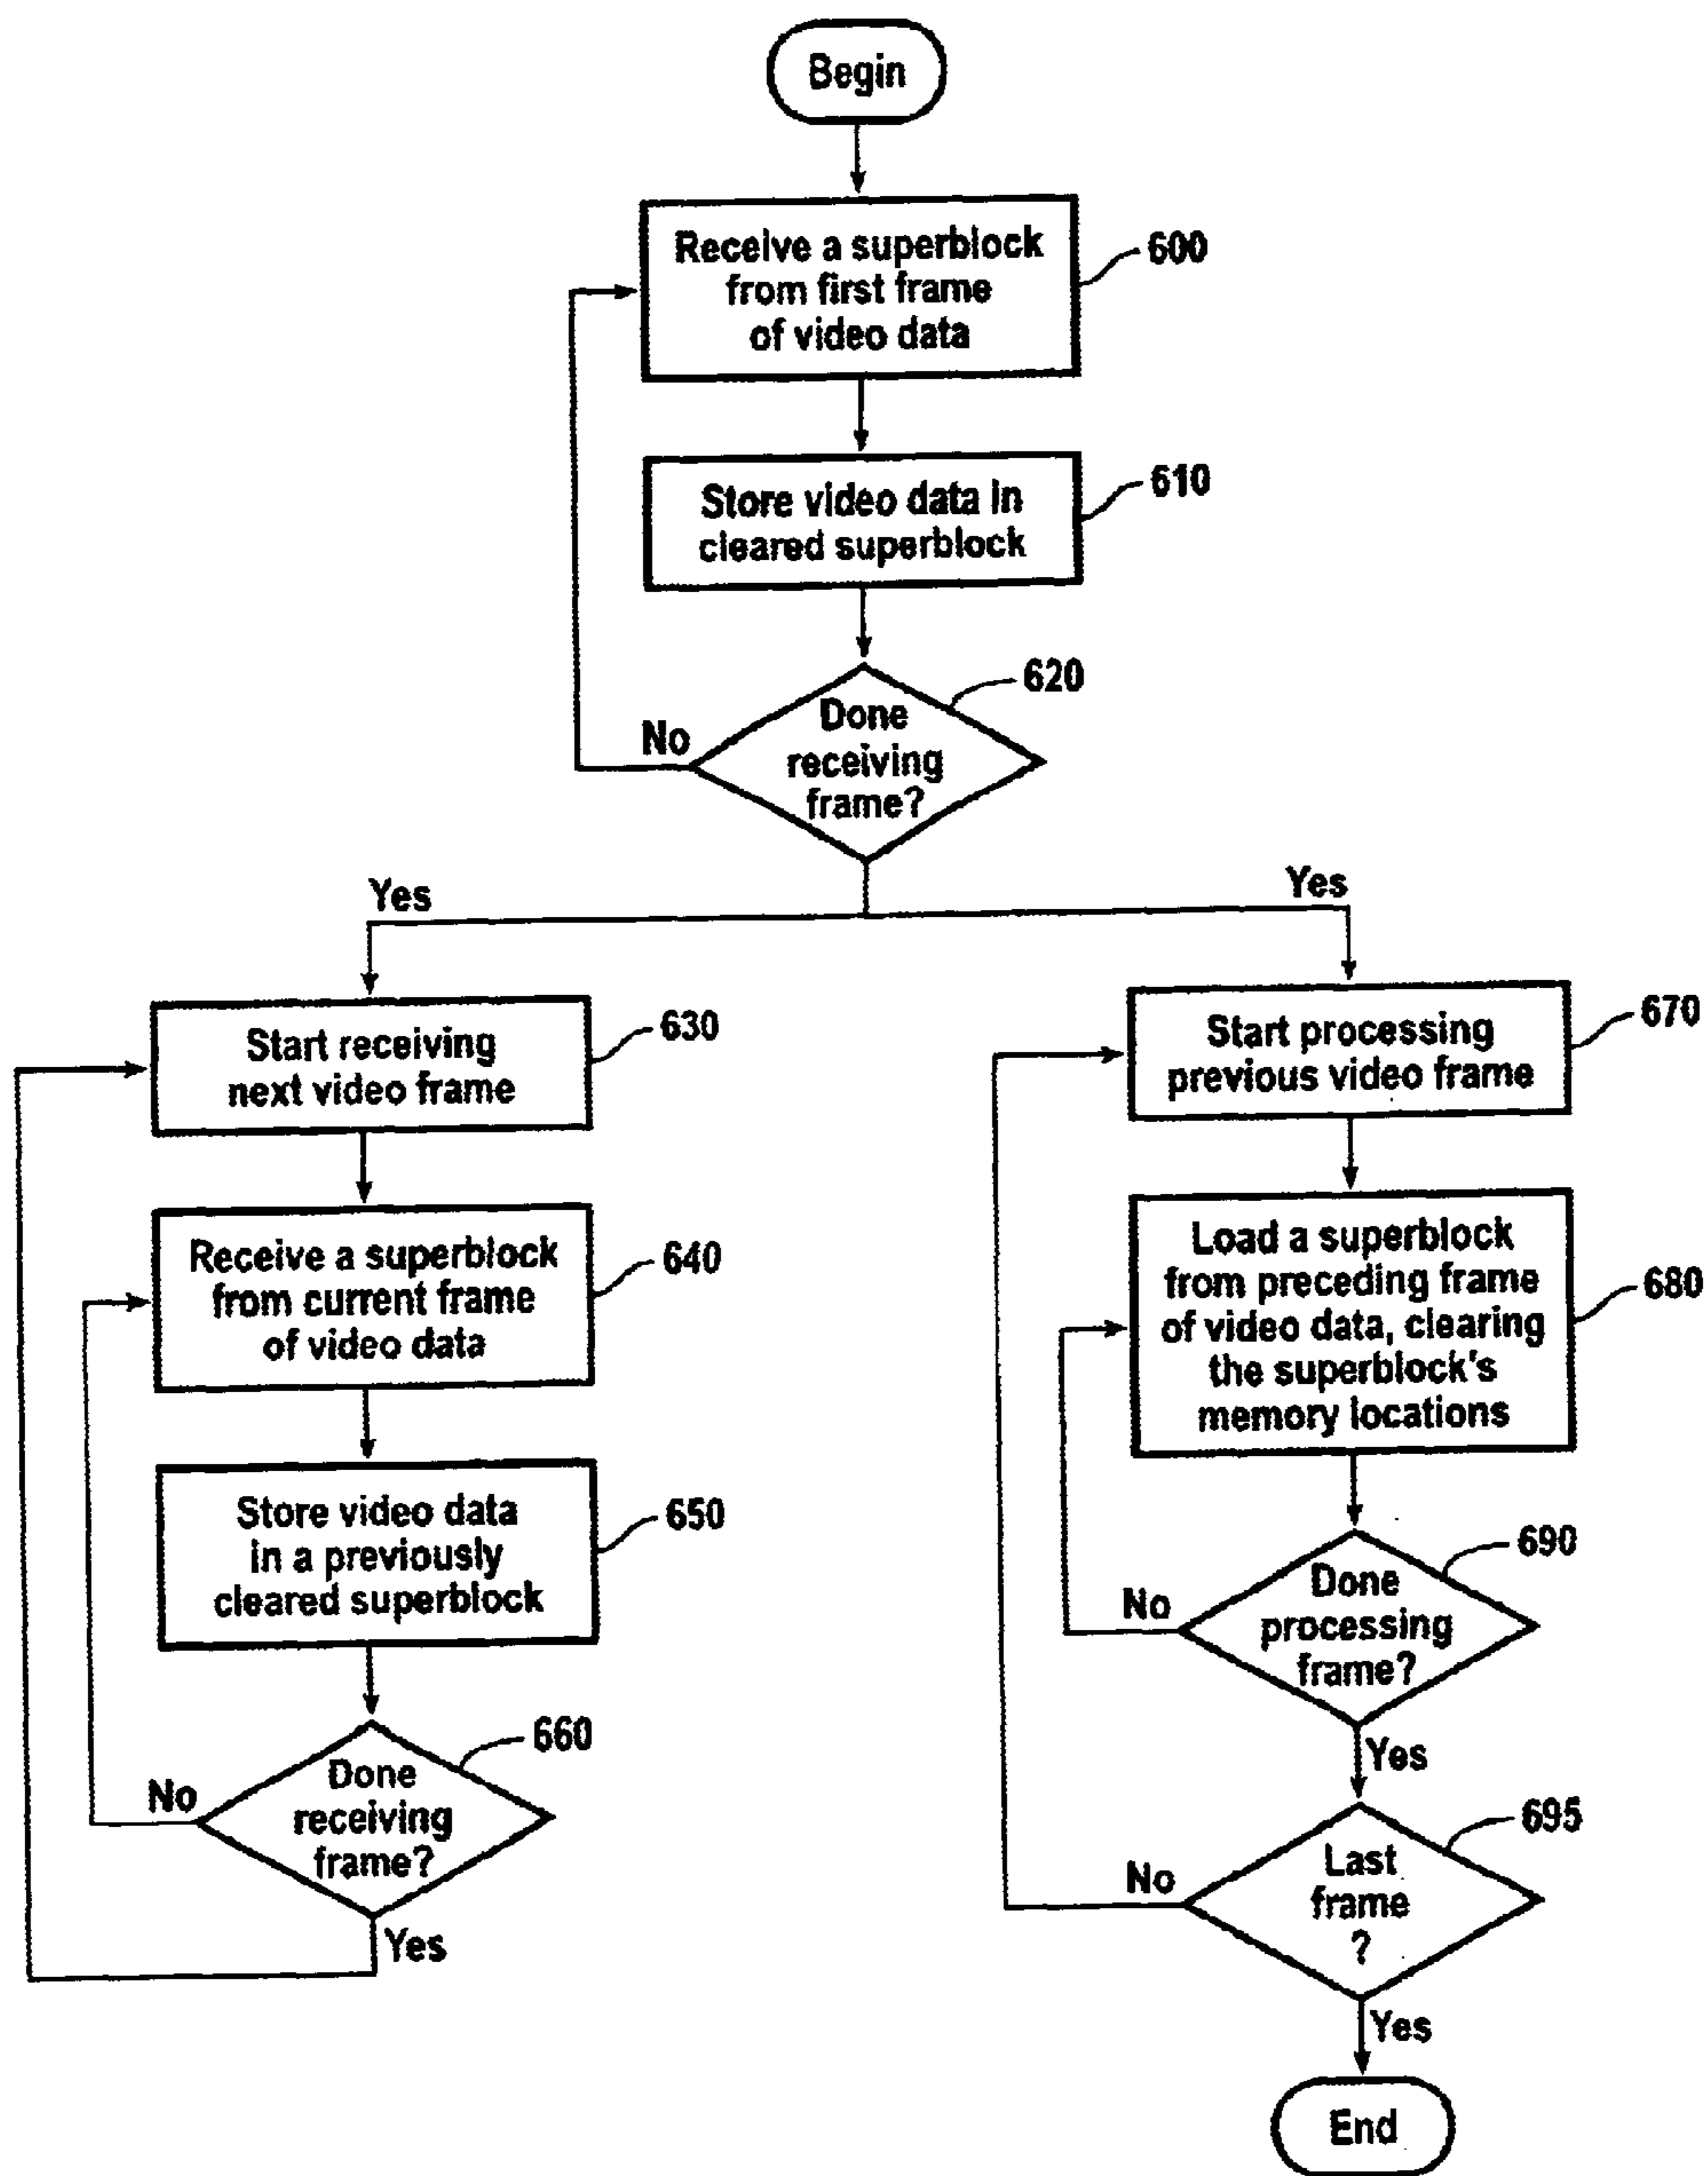 Begin
Receive a superblock
from first frame
of video data
600
Store video data in
cleared superblock
610
Done
receiving
frame?
620
No
Yes
Yes
Start receiving
next video frame
630
Receive a superblock
from current frame
of video data
640
Store video data
in a previously
cleared superblock
650
Done
receiving
frame?
660
No
Yes
Start processing
previous video frame
670
Load a superblock
from preceding frame
of video data, clearing
the superblock's
memory locations
680
Done
processing
frame?
690
No
Yes
Last
frame
?
695
No
Yes
End